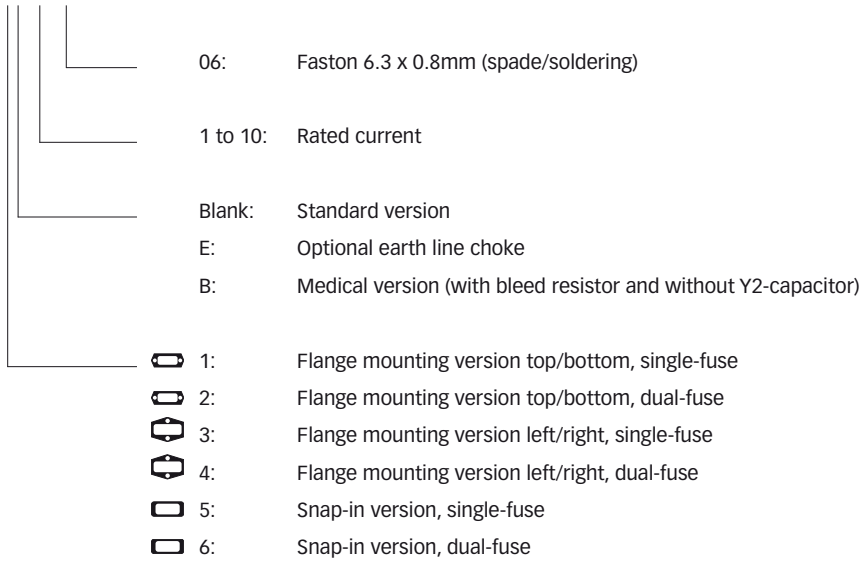 06: Faston 6.3 x 0.8mm (spade/soldering)
1 to 10: Rated current
Blank: Standard version
E: Optional earth line choke
B: Medical version (with bleed resistor and without Y2-capacitor)
1: Flange mounting version top/bottom, single-fuse
2: Flange mounting version top/bottom, dual-fuse
3: Flange mounting version left/right, single-fuse
4: Flange mounting version left/right, dual-fuse
5: Snap-in version, single-fuse
6: Snap-in version, dual-fuse